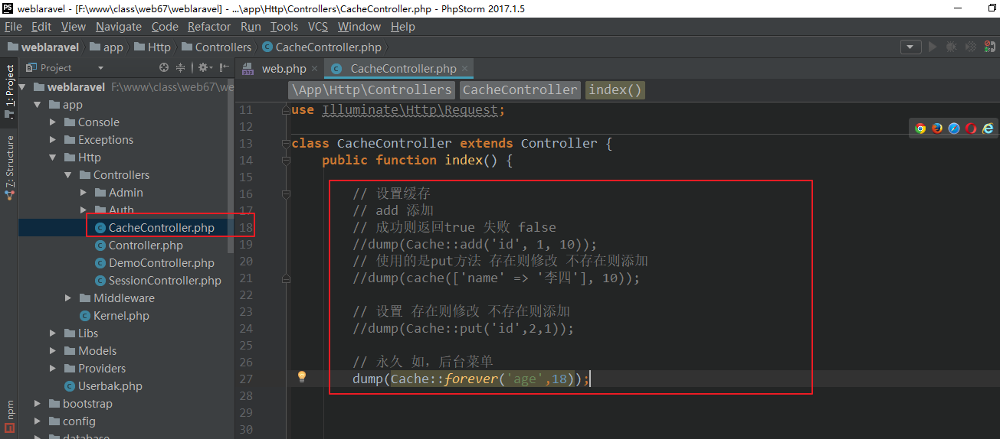 weblaravel - [F:\www\class\web67\weblaravel] - ...\app\Http\Controllers\CacheController.php - PhpStorm 2017.1.5
File Edit View Navigate Code Refactor Run Tools VCS Window Help
weblaravel app Http Controllers CacheController.php
Project
web.php
CacheController.php
1: Project
7: Structure
npm
weblaravel F:\www\class\web67\we
app
Console
Exceptions
Http
Controllers
Admin
Auth
CacheController.php
Controller.php
DemoController.php
SessionController.php
Middleware
Kernel.php
Libs
Models
Providers
Userbak.php
bootstrap
config
database
\App\Http\Controllers CacheController index()
11 use Illuminate\Http\Request;
12
13 class CacheController extends Controller {
14 public function index() {
15
16 // 设置缓存
17 // add 添加
18 // 成功则返回true 失败 false
19 //dump(Cache::add('id', 1, 10));
20 // 使用的是put方法 存在则修改 不存在则添加
21 //dump(cache(['name' => '李四'], 10));
22
23 // 设置 存在则修改 不存在则添加
24 //dump(Cache::put('id',2,1));
25
26 // 永久 如，后台菜单
27 dump(Cache::forever('age',18));
28
29
30